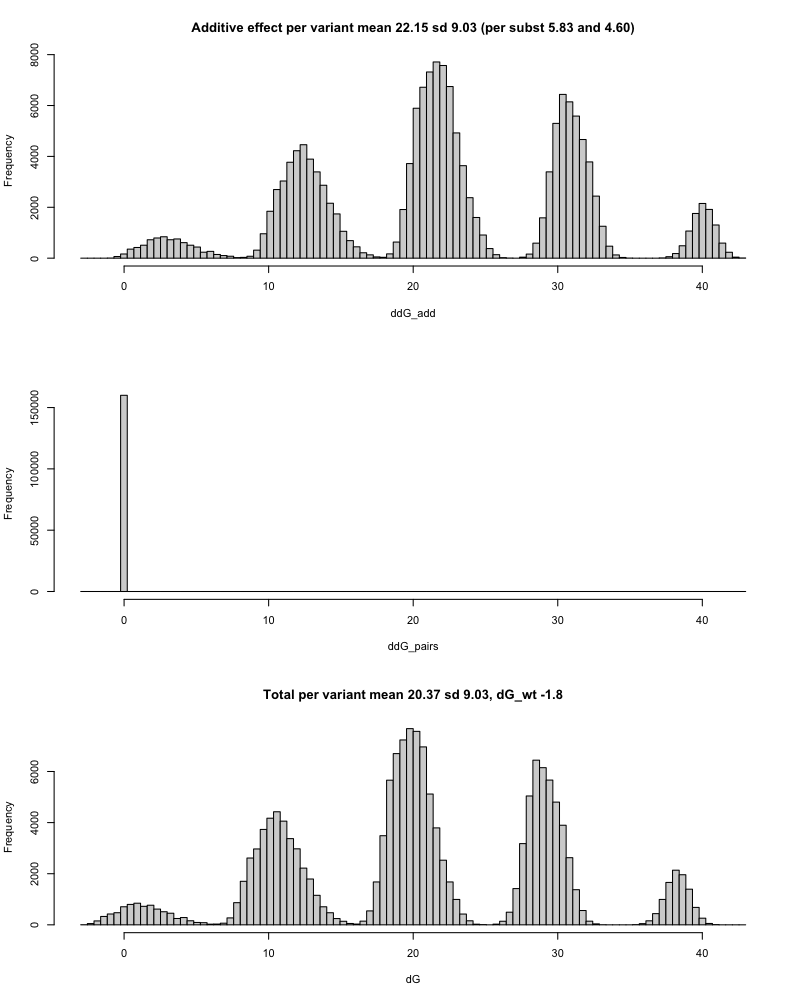 Additive effect per variant mean 22.15 sd 9.03 (per subst 5.83 and 4.60)
Frequency
0 2000 4000 6000 8000
0 10 20 30 40
ddG_add
Frequency
0 50000 100000 150000
0 10 20 30 40
ddG_pairs
Total per variant mean 20.37 sd 9.03, dG_wt -1.8
Frequency
0 2000 4000 6000
0 10 20 30 40
dG